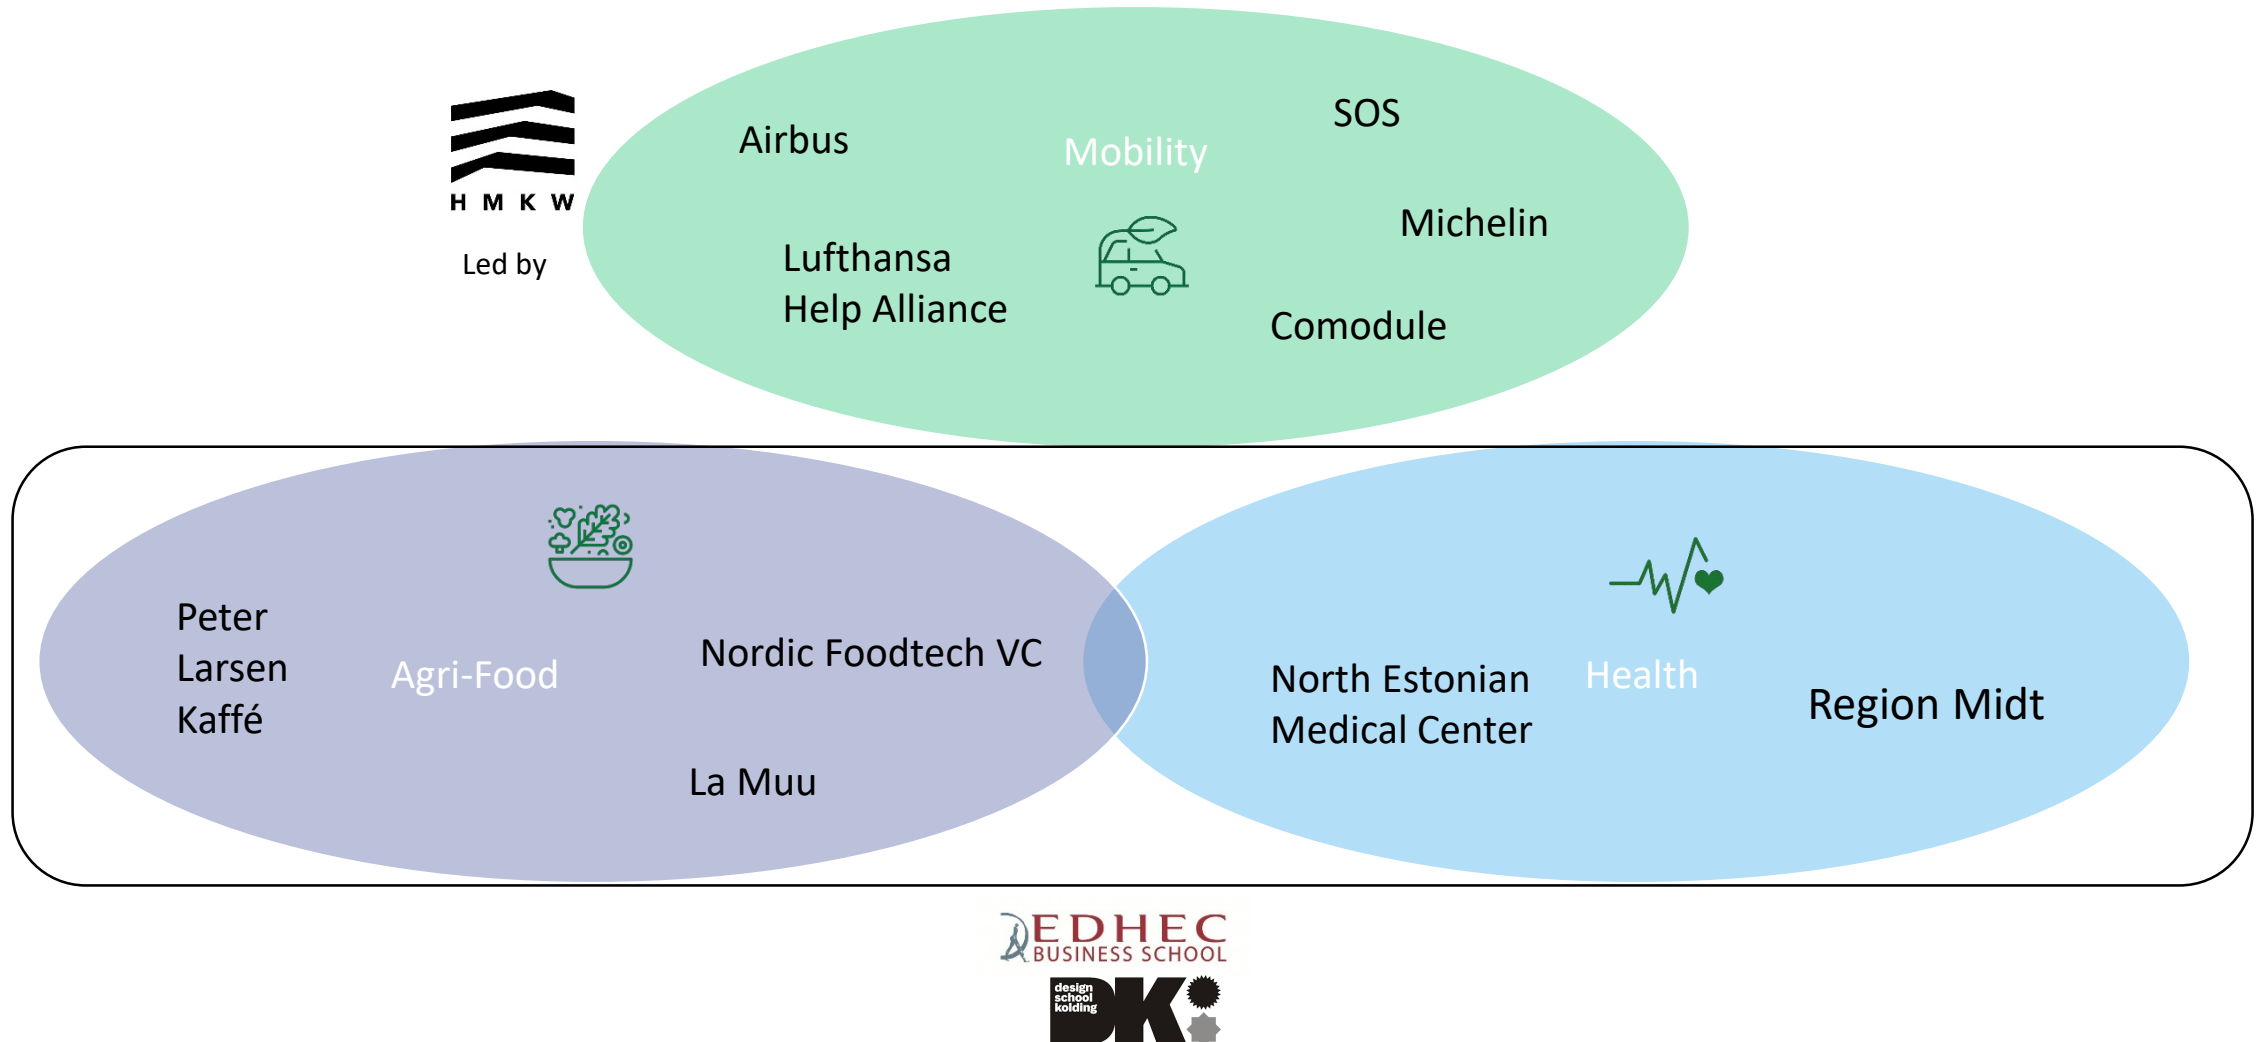 SOS
Airbus
Mobility
H M K W
Michelin
Led by
Lufthansa
Help Alliance
Comodule
Peter
Larsen
Kaffé
Agri-Food
Nordic Foodtech VC
La Muu
North Estonian
Medical Center
Health
Region Midt
EDHEC
BUSINESS SCHOOL
design
school
kolding
DK